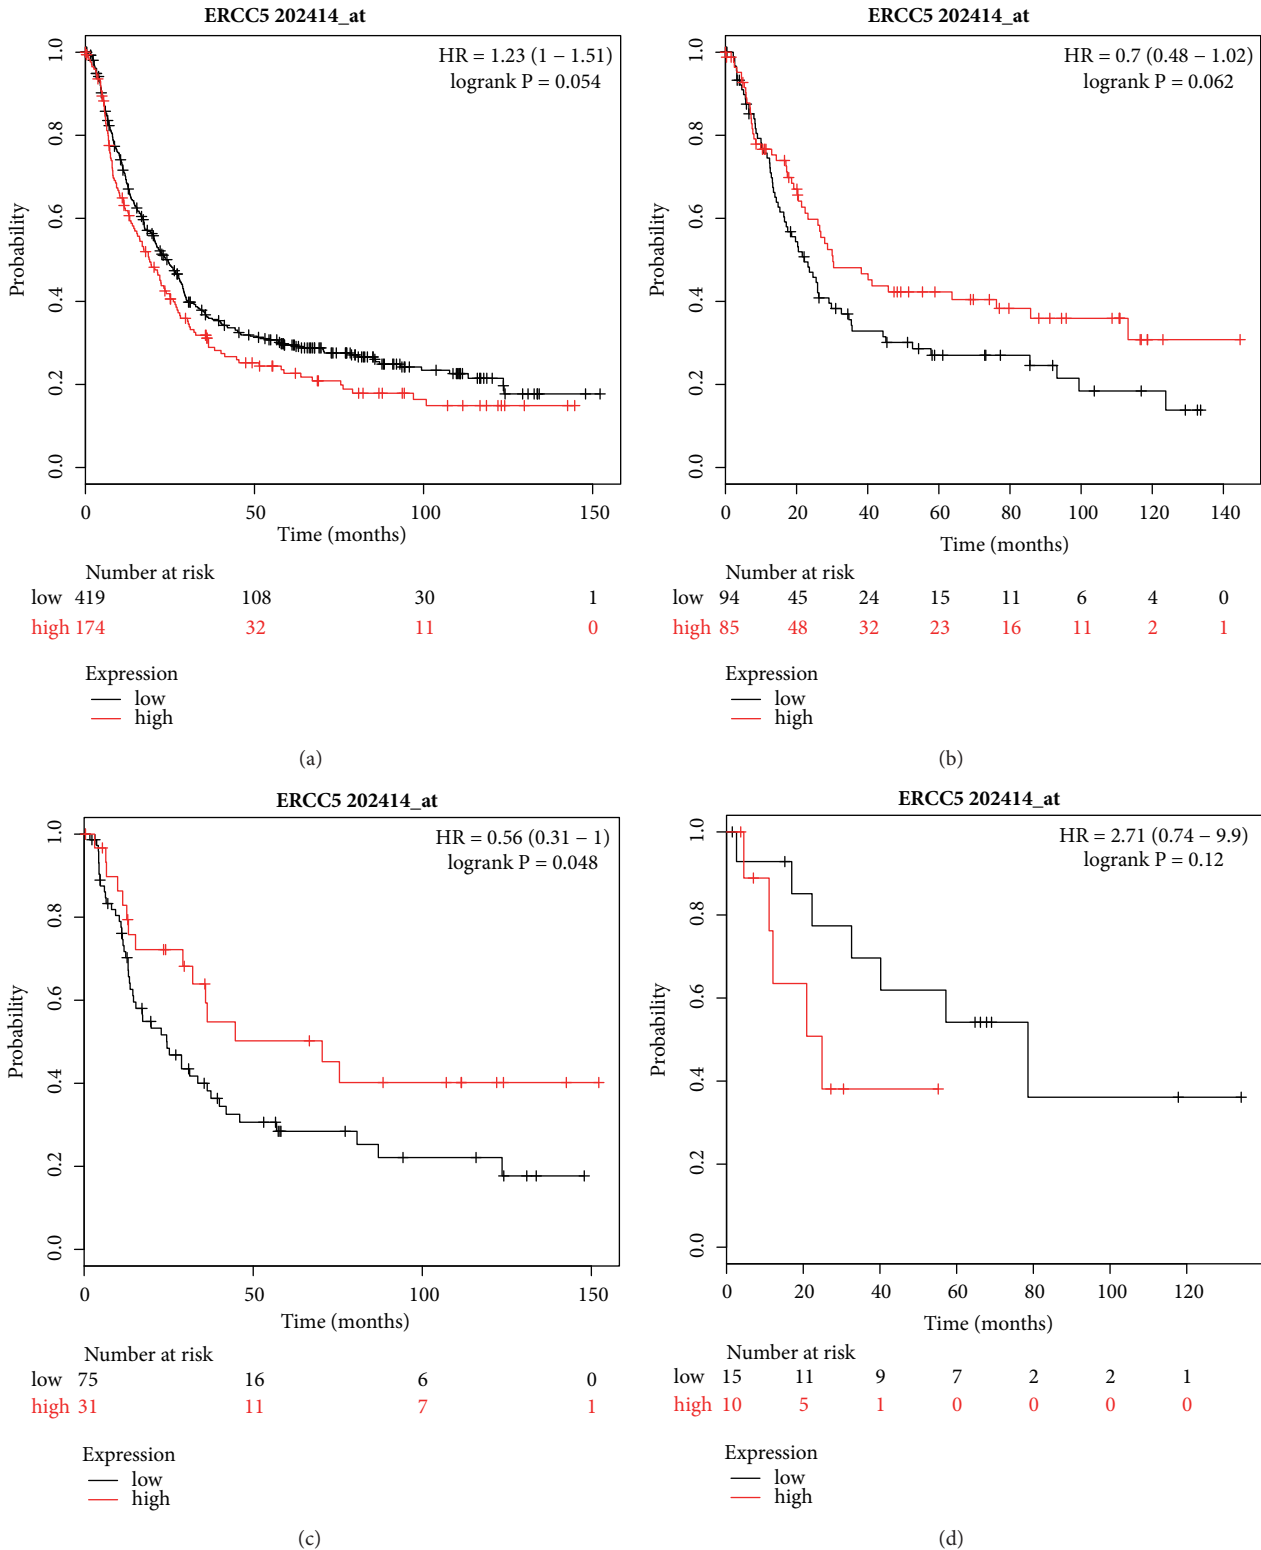 ERCC5 202414_at
HR = 1.23 (1 − 1.51)
logrank P = 0.054
Probability
1.0
0.8
0.6
0.4
0.2
0.0
0 50 100 150
Time (months)
Number at risk
low 419 108 30 1
high 174 32 11 0
Expression
low
high
(a)
ERCC5 202414_at
HR = 0.7 (0.48 − 1.02)
logrank P = 0.062
Probability
1.0
0.8
0.6
0.4
0.2
0.0
0 20 40 60 80 100 120 140
Time (months)
Number at risk
low 94 45 24 15 11 6 4 0
high 85 48 32 23 16 11 2 1
Expression
low
high
(b)
ERCC5 202414_at
HR = 0.56 (0.31 − 1)
logrank P = 0.048
Probability
1.0
0.8
0.6
0.4
0.2
0.0
0 50 100 150
Time (months)
Number at risk
low 75 16 6 0
high 31 11 7 1
Expression
low
high
(c)
ERCC5 202414_at
HR = 2.71 (0.74 − 9.9)
logrank P = 0.12
Probability
1.0
0.8
0.6
0.4
0.2
0.0
0 20 40 60 80 100 120
Time (months)
Number at risk
low 15 11 9 7 2 2 1
high 10 5 1 0 0 0 0
Expression
low
high
(d)